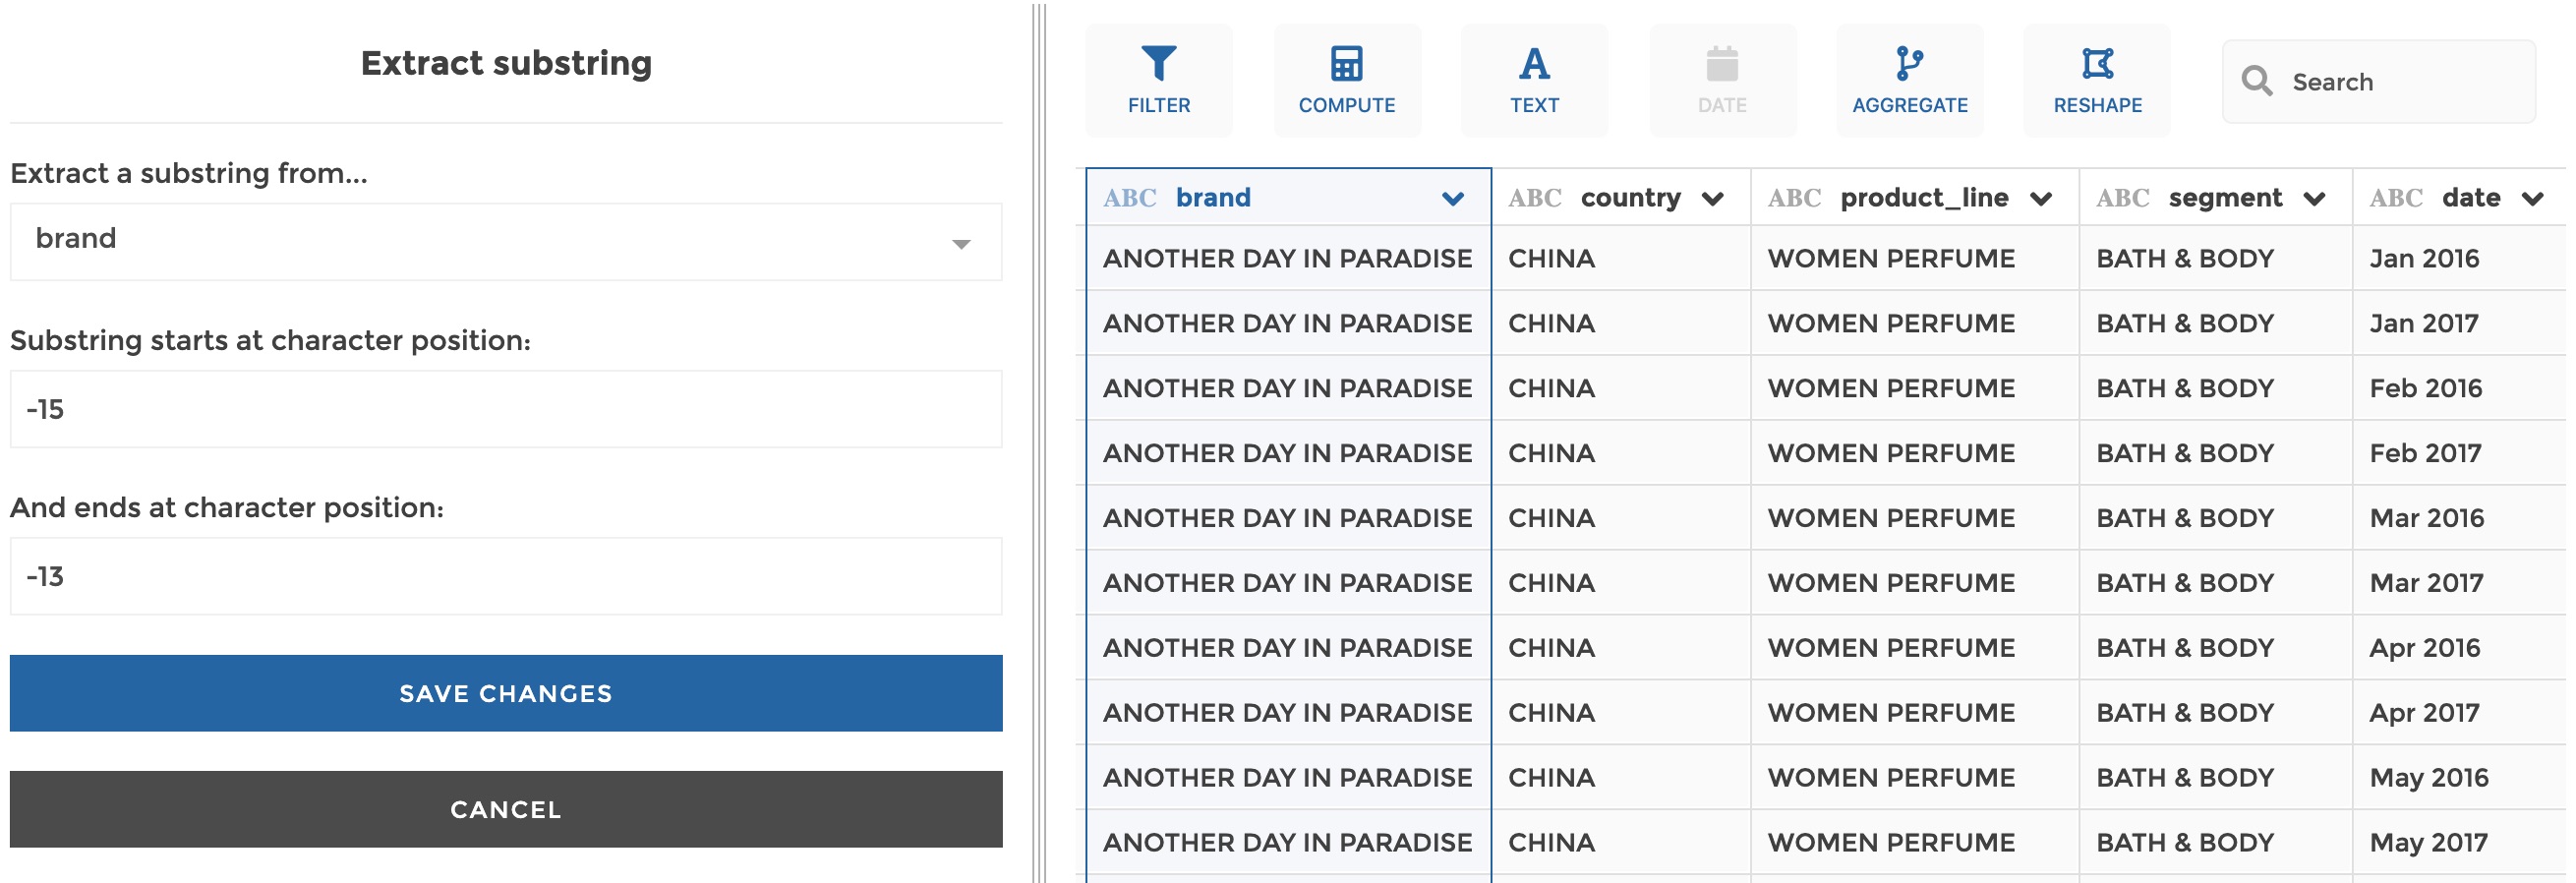 Extract substring
Extract a substring from...
brand
Substring starts at character position:
-15
And ends at character position:
-13
SAVE CHANGES
CANCEL
FILTER COMPUTE TEXT DATE AGGREGATE RESHAPE Search
ABC brand ABC country ABC product_line ABC segment ABC date
ANOTHER DAY IN PARADISE CHINA WOMEN PERFUME BATH & BODY Jan 2016
ANOTHER DAY IN PARADISE CHINA WOMEN PERFUME BATH & BODY Jan 2017
ANOTHER DAY IN PARADISE CHINA WOMEN PERFUME BATH & BODY Feb 2016
ANOTHER DAY IN PARADISE CHINA WOMEN PERFUME BATH & BODY Feb 2017
ANOTHER DAY IN PARADISE CHINA WOMEN PERFUME BATH & BODY Mar 2016
ANOTHER DAY IN PARADISE CHINA WOMEN PERFUME BATH & BODY Mar 2017
ANOTHER DAY IN PARADISE CHINA WOMEN PERFUME BATH & BODY Apr 2016
ANOTHER DAY IN PARADISE CHINA WOMEN PERFUME BATH & BODY Apr 2017
ANOTHER DAY IN PARADISE CHINA WOMEN PERFUME BATH & BODY May 2016
ANOTHER DAY IN PARADISE CHINA WOMEN PERFUME BATH & BODY May 2017